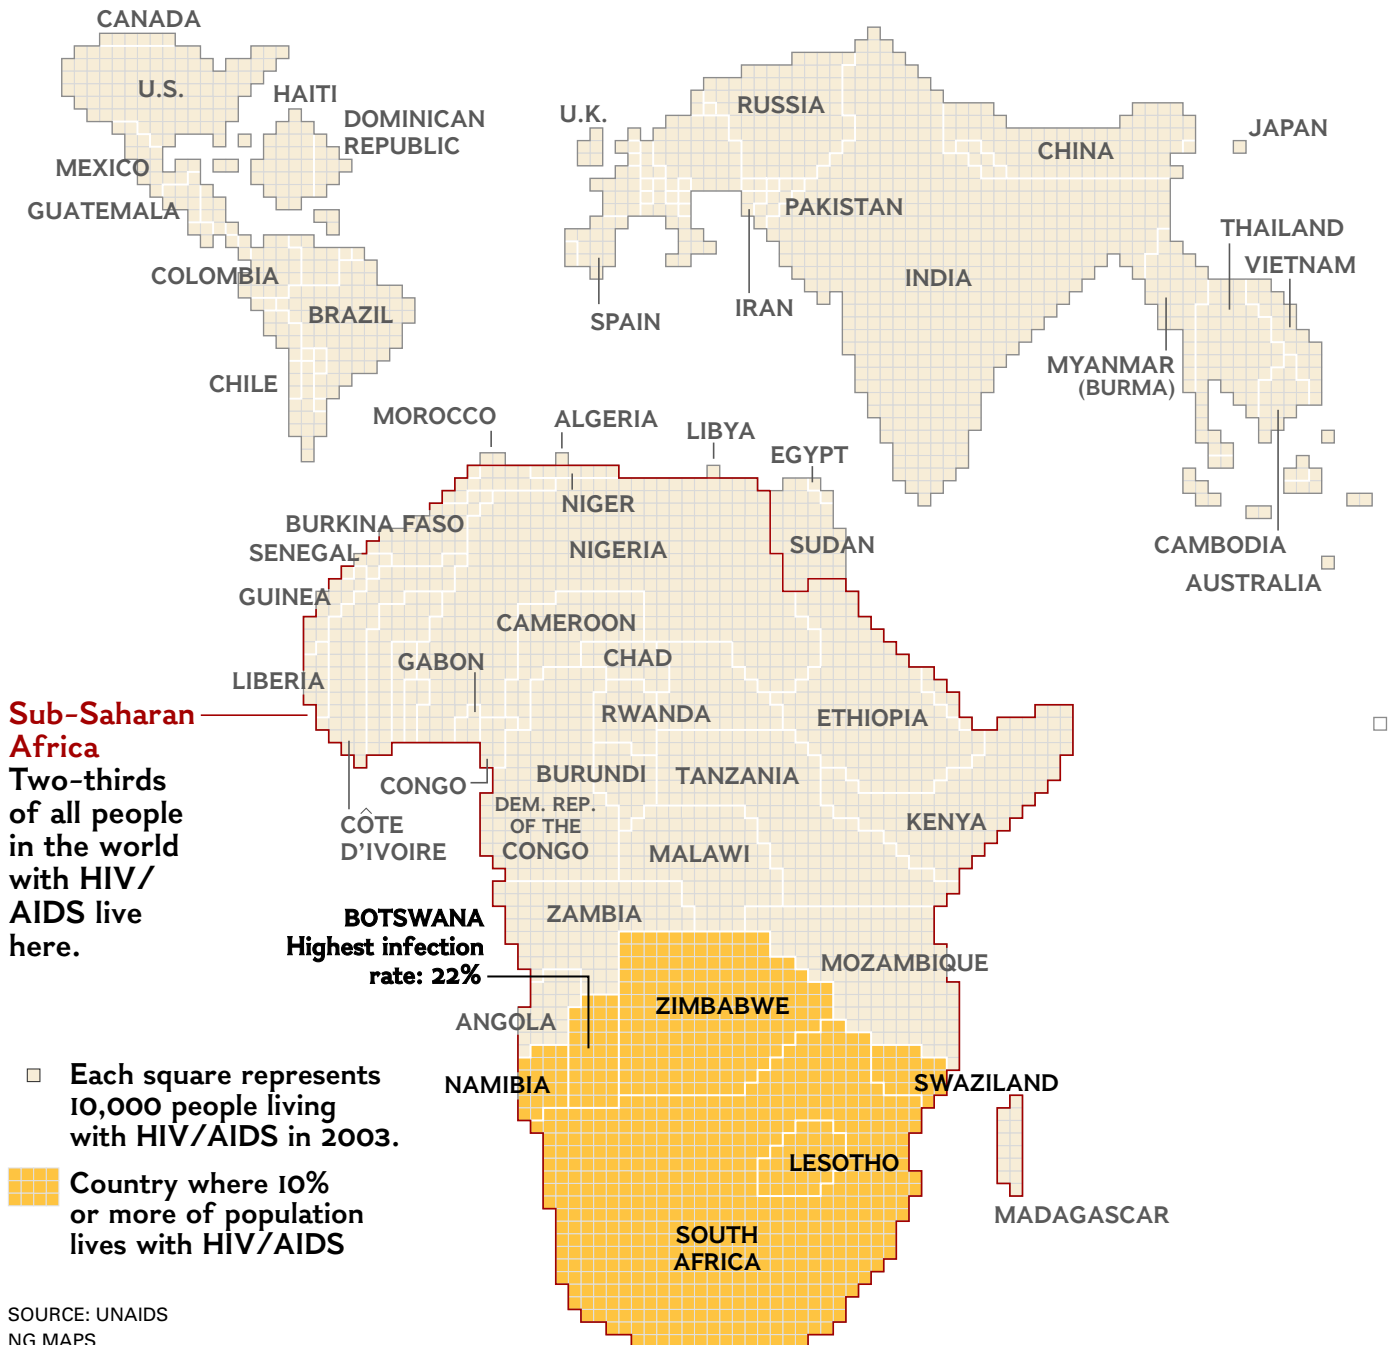 CANADA
U.S.
HAITI
DOMINICAN
REPUBLIC
MEXICO
GUATEMALA
COLOMBIA
BRAZIL
CHILE
U.K.
RUSSIA
JAPAN
CHINA
PAKISTAN
THAILAND
VIETNAM
INDIA
IRAN
SPAIN
MYANMAR
(BURMA)
CAMBODIA
AUSTRALIA
MOROCCO
ALGERIA
LIBYA
EGYPT
NIGER
BURKINA FASO
SENEGAL
NIGERIA
SUDAN
GUINEA
CAMEROON
GABON
CHAD
LIBERIA
RWANDA
ETHIOPIA
Sub-Saharan
Africa
Two-thirds
of all people
in the world
with HIV/
AIDS live
here.
CONGO
BURUNDI
TANZANIA
CÔTE
D'IVOIRE
DEM. REP.
OF THE
CONGO
KENYA
MALAWI
ZAMBIA
BOTSWANA
Highest infection
rate: 22%
MOZAMBIQUE
ZIMBABWE
ANGOLA
NAMIBIA
SWAZILAND
LESOTHO
MADAGASCAR
SOUTH
AFRICA
Each square represents
10,000 people living
with HIV/AIDS in 2003.
Country where 10%
or more of population
lives with HIV/AIDS
SOURCE: UNAIDS
NG MAPS